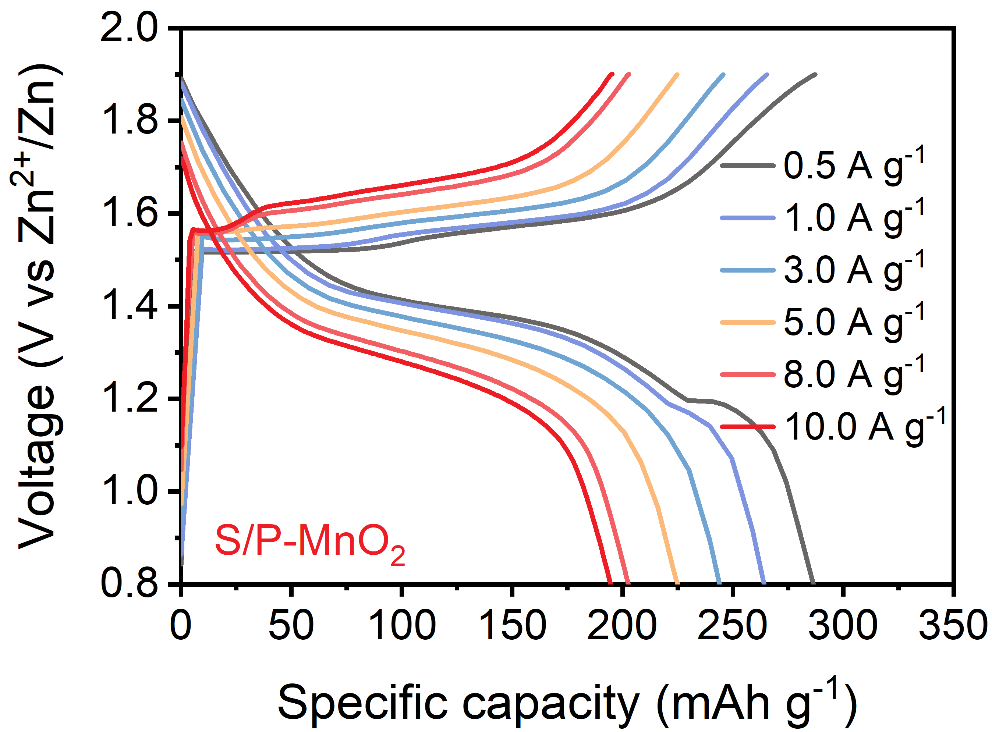 2.0
1.8
1.6
1.4
1.2
1.0
0.8
Voltage (V vs Zn²⁺/Zn)
0.5 A g⁻¹
1.0 A g⁻¹
3.0 A g⁻¹
5.0 A g⁻¹
8.0 A g⁻¹
10.0 A g⁻¹
S/P-MnO₂
0 50 100 150 200 250 300 350
Specific capacity (mAh g⁻¹)